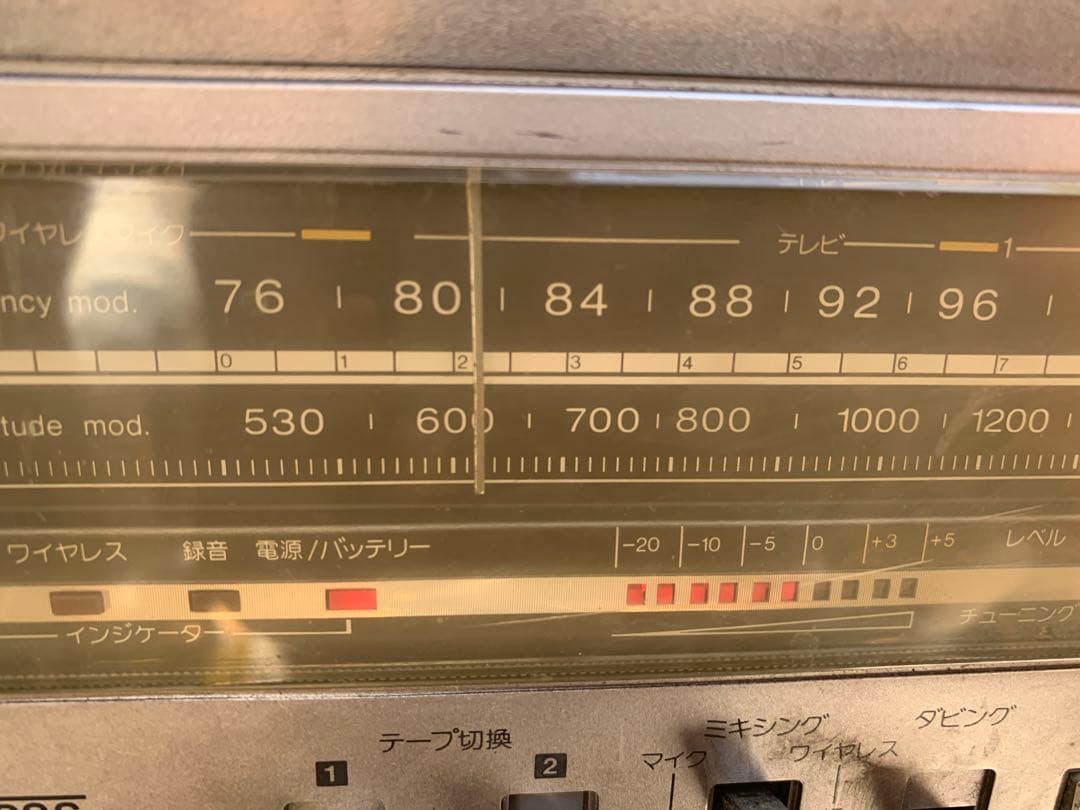 ワイヤレスマイク テレビ 1
ncy mod. 76 80 84 88 92 96
0 1 2 3 4 5 6 7
tude mod. 530 600 700 800 1000 1200
ワイヤレス 録音 電源/バッテリー -20 -10 -5 0 +3 +5 レベル
インジケーター チューニング
テープ切換 ミキシング ダビング
1 2 マイク ワイヤレス